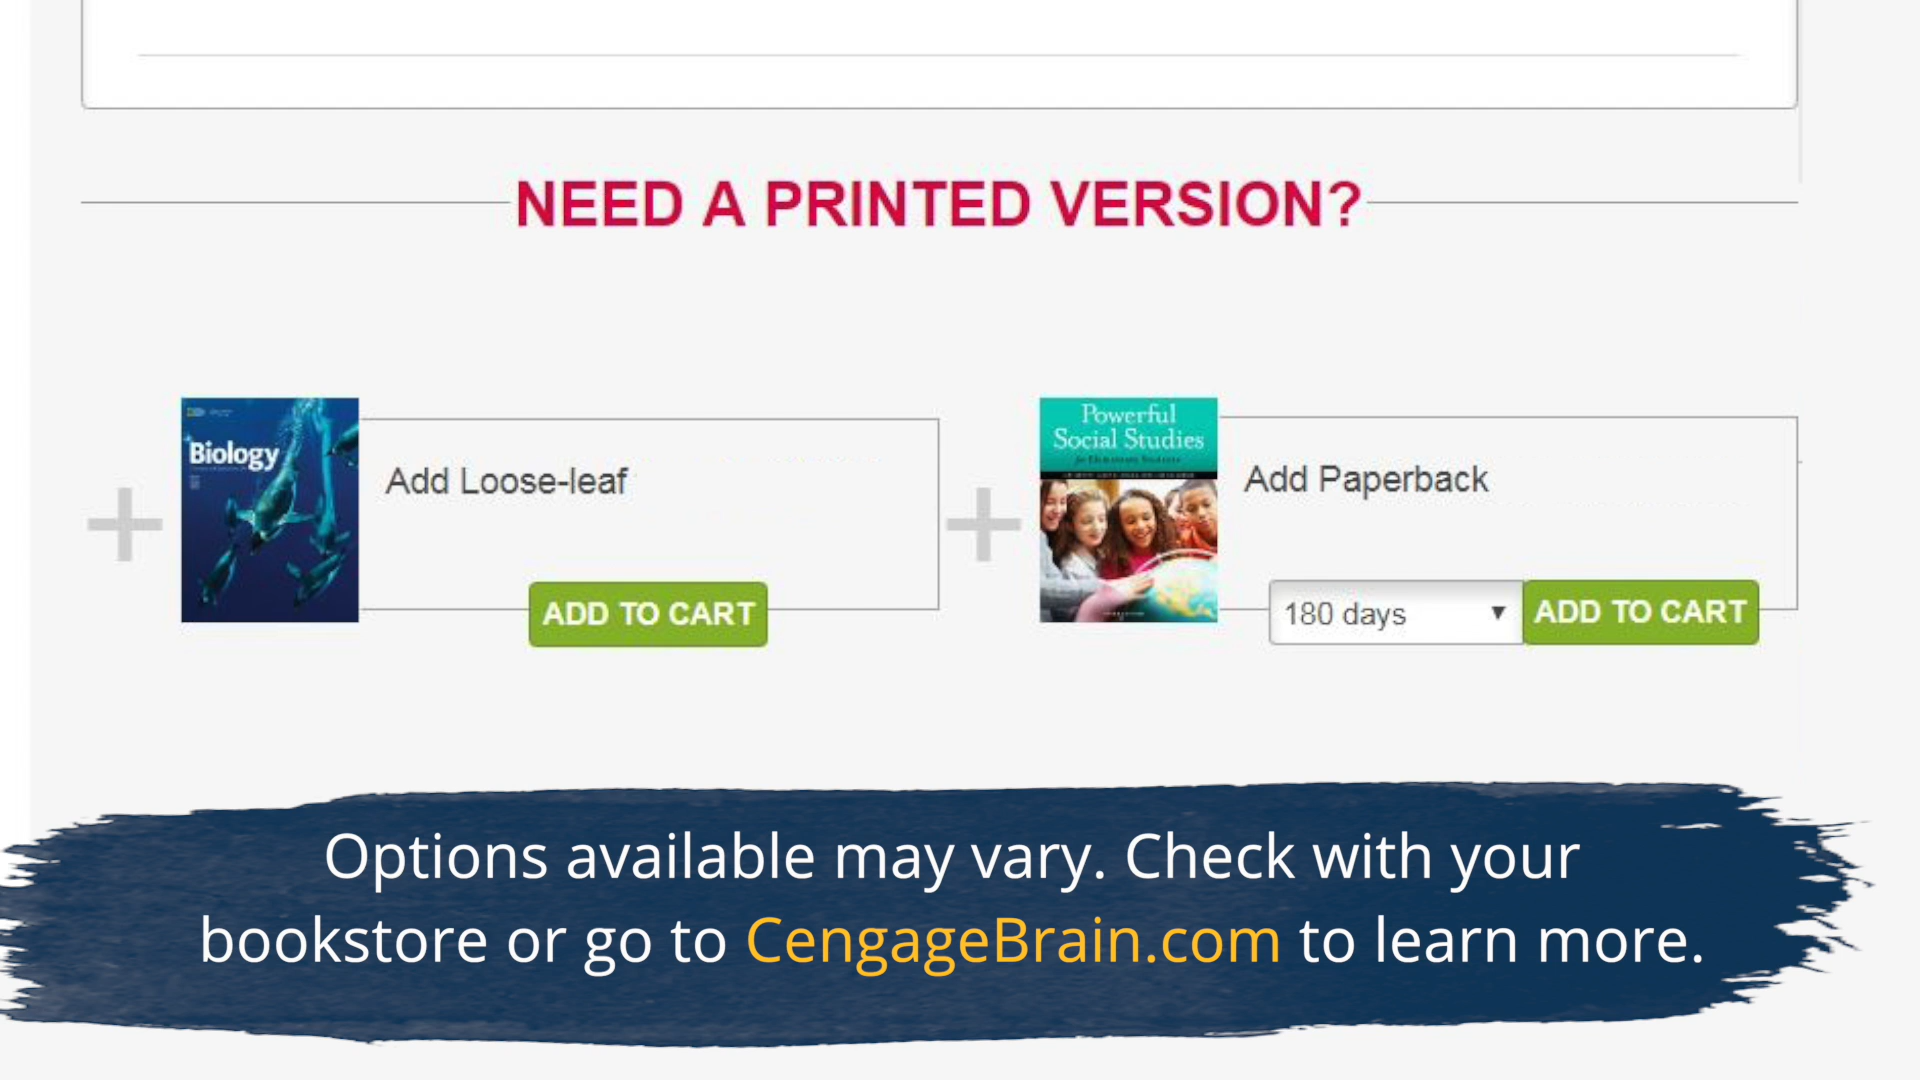 NEED A PRINTED VERSION?
Biology
Add Loose-leaf
ADD TO CART
Powerful
Social Studies
Add Paperback
180 days
ADD TO CART
Options available may vary. Check with your
bookstore or go to CengageBrain.com to learn more.